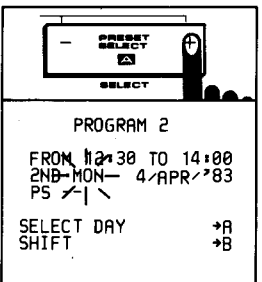 − PRESET +
SELECT
A
SELECT
PROGRAM 2
FROM 12:30 TO 14:00
2ND MON 4/APR/'83
PS
SELECT DAY →A
SHIFT →B